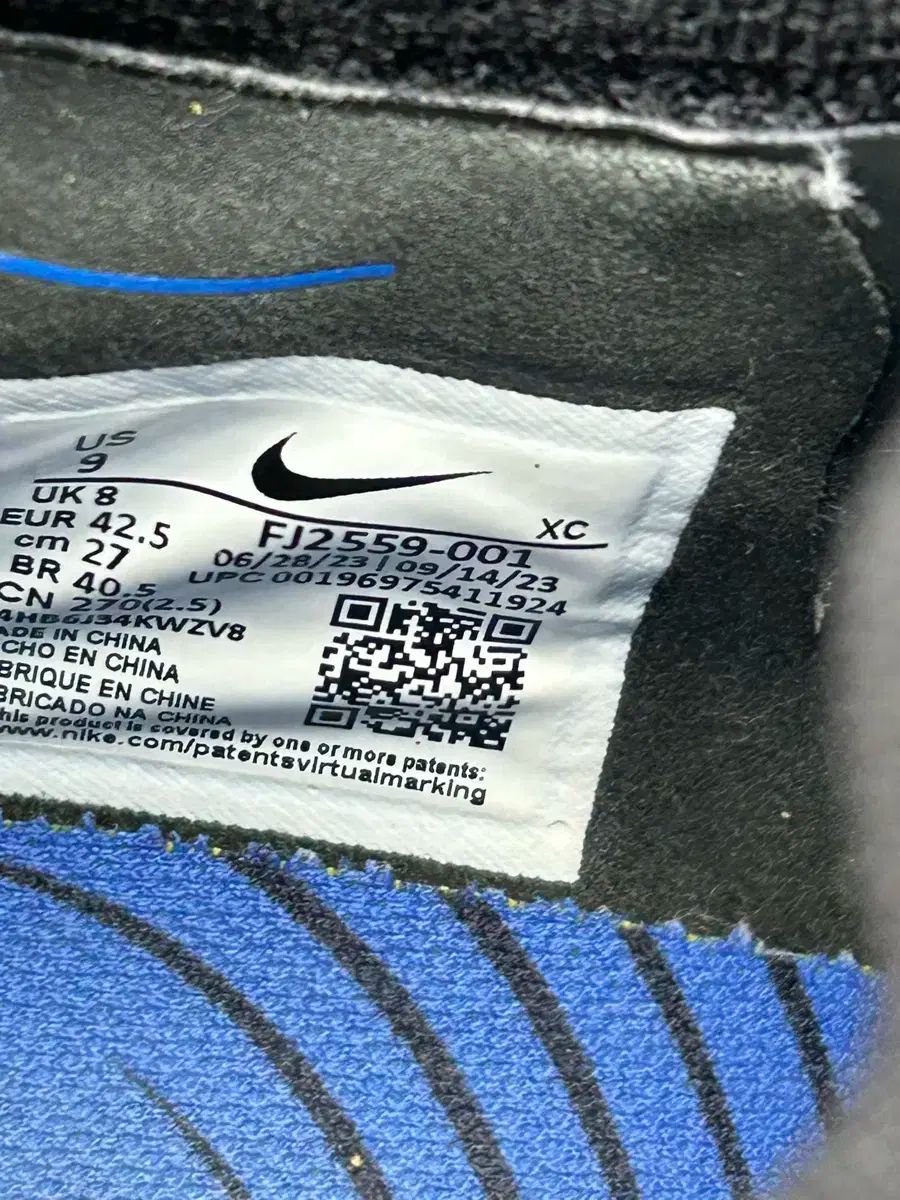 US
9
UK 8
EUR 42.5
cm 27
BR 40.5
CN 270(2.5)
XC
FJ2559-001
06/28/23 | 09/14/23
UPC 00196975411924
ADE IN CHINA
CHO EN CHINA
BRIQUE EN CHINE
BRICADO NA CHINA
his product is covered by one or more patents:
www.nike.com/patentsvirtualmarking